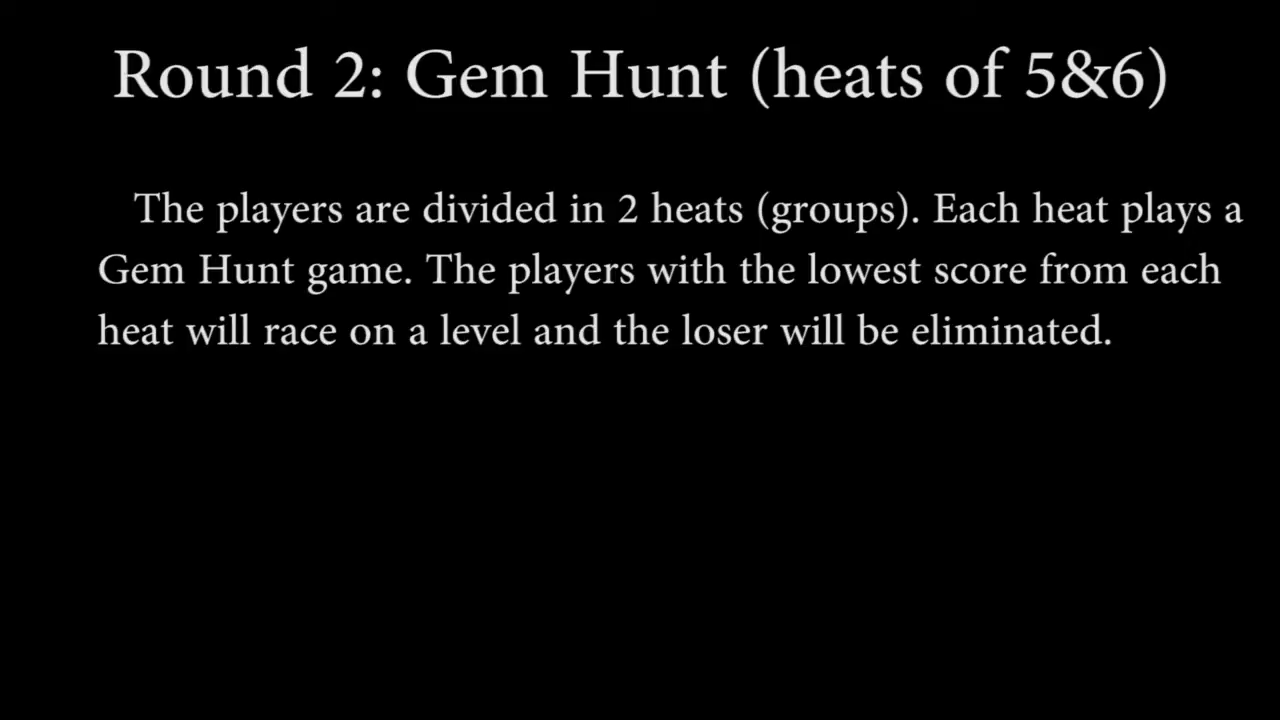 Round 2: Gem Hunt (heats of 5&6)
The players are divided in 2 heats (groups). Each heat plays a
Gem Hunt game. The players with the lowest score from each
heat will race on a level and the loser will be eliminated.